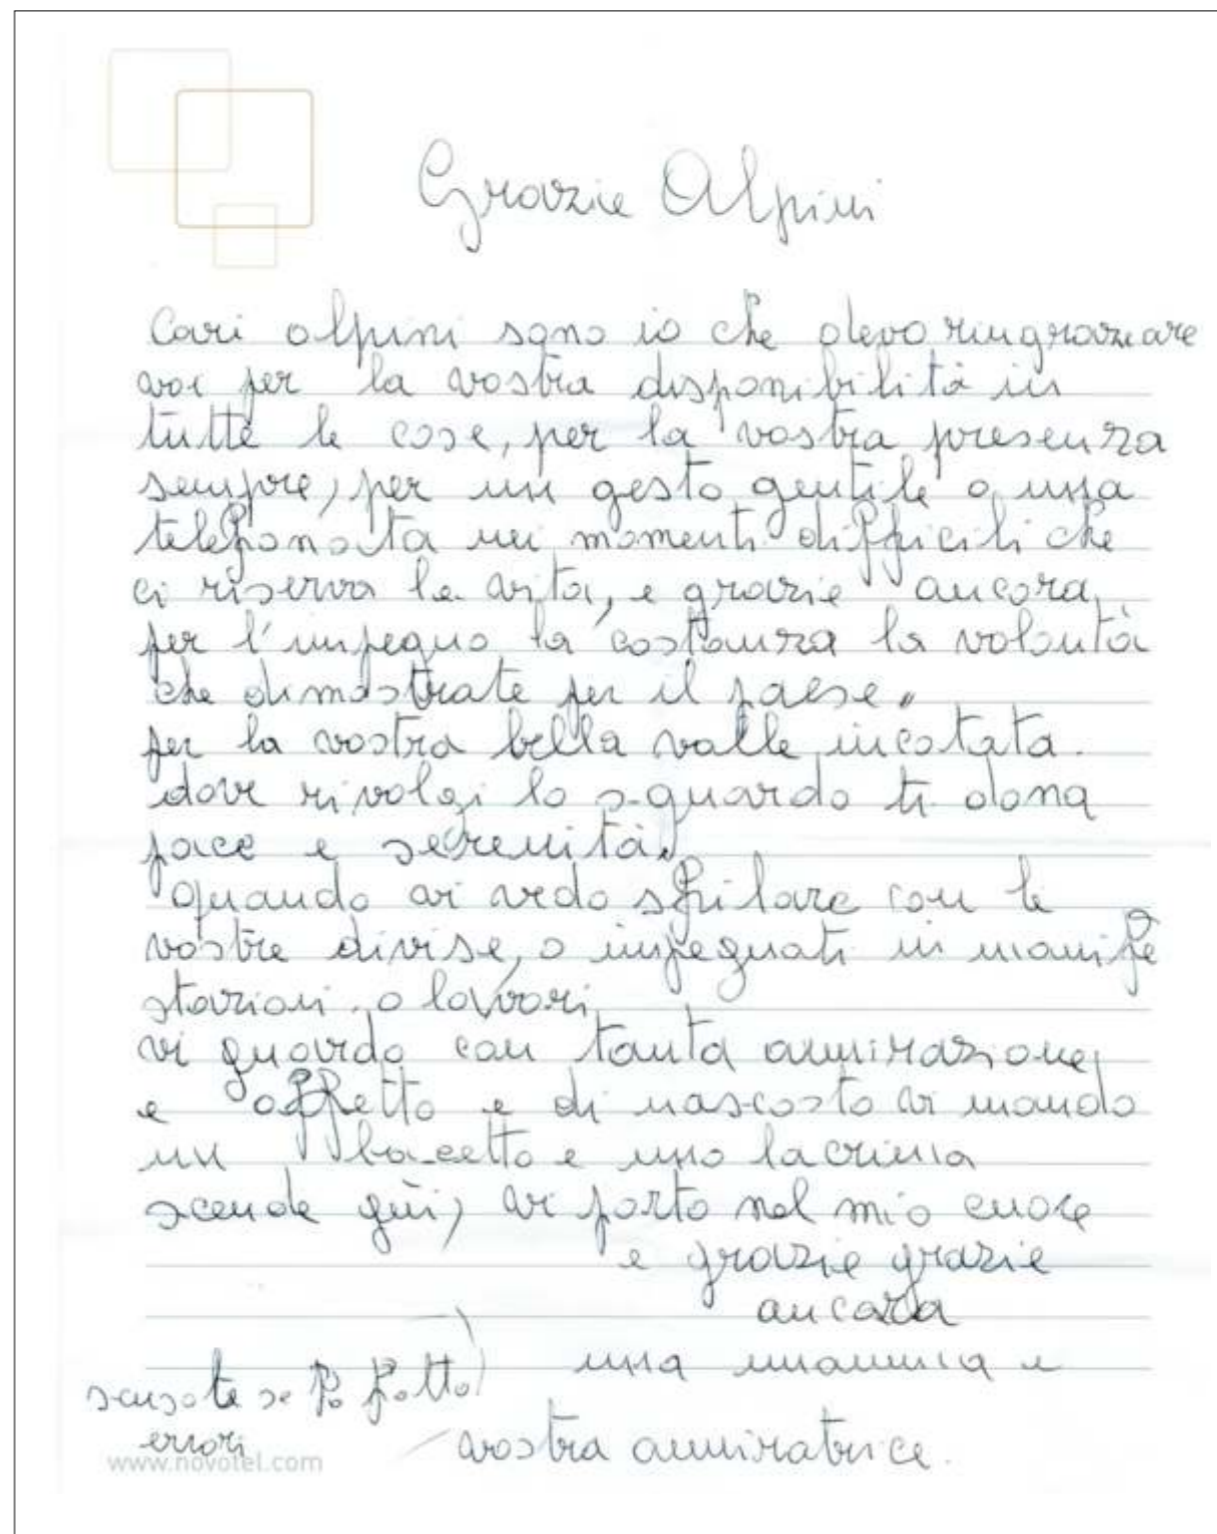 Grazie Alpini
Cari alpini sono io che devo ringraziare
voi per la vostra disponibilità in
tutte le cose, per la vostra presenza
sempre, per un gesto gentile o una
telefonata nei momenti difficili che
ci riserva la vita, e grazie ancora
per l'impegno la costanza la volontà
che dimostrate per il paese.
per la vostra bella valle incotata.
dove rivolgi lo sguardo ti dona
pace e serenità.
Quando vi vedo sfilare con le
vostre divise, o impegnati in manife
stazioni o lavori
vi guardo con tanta ammirazione
e affetto e di nascosto vi mando
un bacetto e una lacrima
scende giù, vi porto nel mio cuore
e grazie grazie
ancora
una mamma e
vostra ammiratrice.
scusate se ho fatto
errori
www.novotel.com